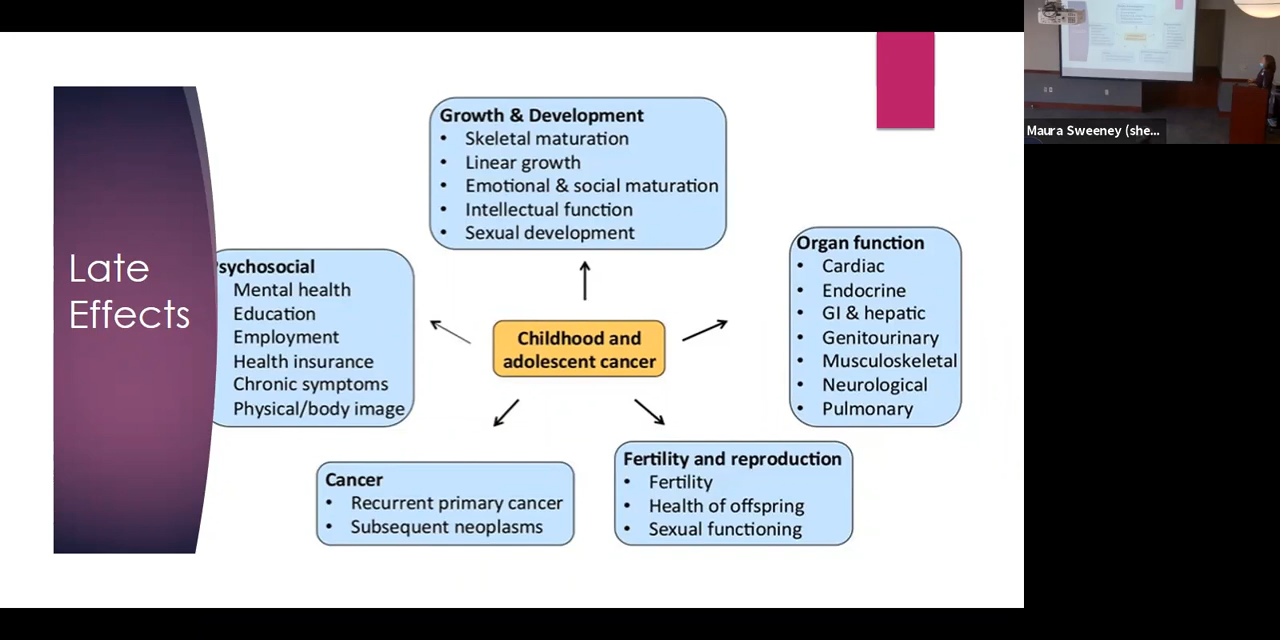 Late
Effects
Growth & Development
• Skeletal maturation
• Linear growth
• Emotional & social maturation
• Intellectual function
• Sexual development
sychosocial
Mental health
Education
Employment
Health insurance
Chronic symptoms
Physical/body image
Childhood and
adolescent cancer
Organ function
• Cardiac
• Endocrine
• GI & hepatic
• Genitourinary
• Musculoskeletal
• Neurological
• Pulmonary
Cancer
• Recurrent primary cancer
• Subsequent neoplasms
Fertility and reproduction
• Fertility
• Health of offspring
• Sexual functioning
Maura Sweeney (she...